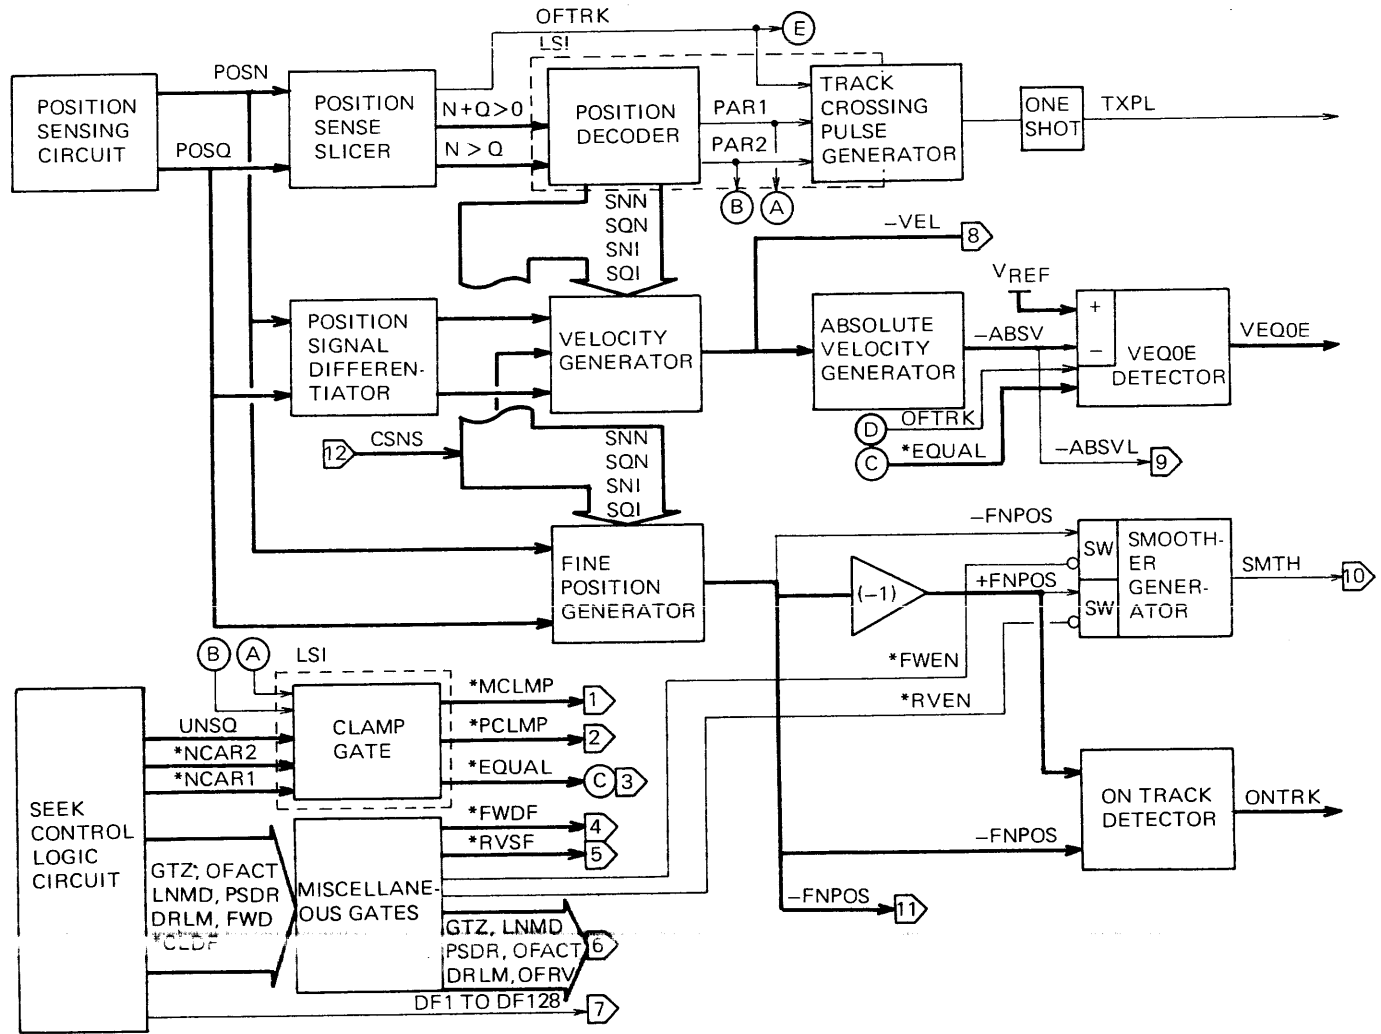 OFTRK
E
LSI
POSN
POSITION
SENSING
CIRCUIT
POSQ
POSITION
SENSE
SLICER
N+Q>0
N > Q
POSITION
DECODER
PAR1
PAR2
TRACK
CROSSING
PULSE
GENERATOR
ONE
SHOT
TXPL
B
A
SNN
SQN
SNI
SQI
−VEL
8
VREF
POSITION
SIGNAL
DIFFEREN-
TIATOR
VELOCITY
GENERATOR
ABSOLUTE
VELOCITY
GENERATOR
−ABSV
+
−
VEQ0E
DETECTOR
VEQ0E
D
OFTRK
C
*EQUAL
−ABSVL
9
12
CSNS
SNN
SQN
SNI
SQI
FINE
POSITION
GENERATOR
−FNPOS
(−1)
+FNPOS
SW
SW
SMOOTH-
ER
GENER-
ATOR
SMTH
10
*FWEN
*RVEN
B
A
LSI
CLAMP
GATE
*MCLMP
1
*PCLMP
2
*EQUAL
C
3
UNSQ
*NCAR2
*NCAR1
SEEK
CONTROL
LOGIC
CIRCUIT
GTZ*, OFACT
LNMD, PSDR
DRLM, FWD
*CLDF
MISCELLANE-
OUS GATES
*FWDF
4
*RVSF
5
GTZ, LNMD
PSDR, OFACT
DRLM, OFRV
6
DF1 TO DF128
7
−FNPOS
ON TRACK
DETECTOR
ONTRK
−FNPOS
11